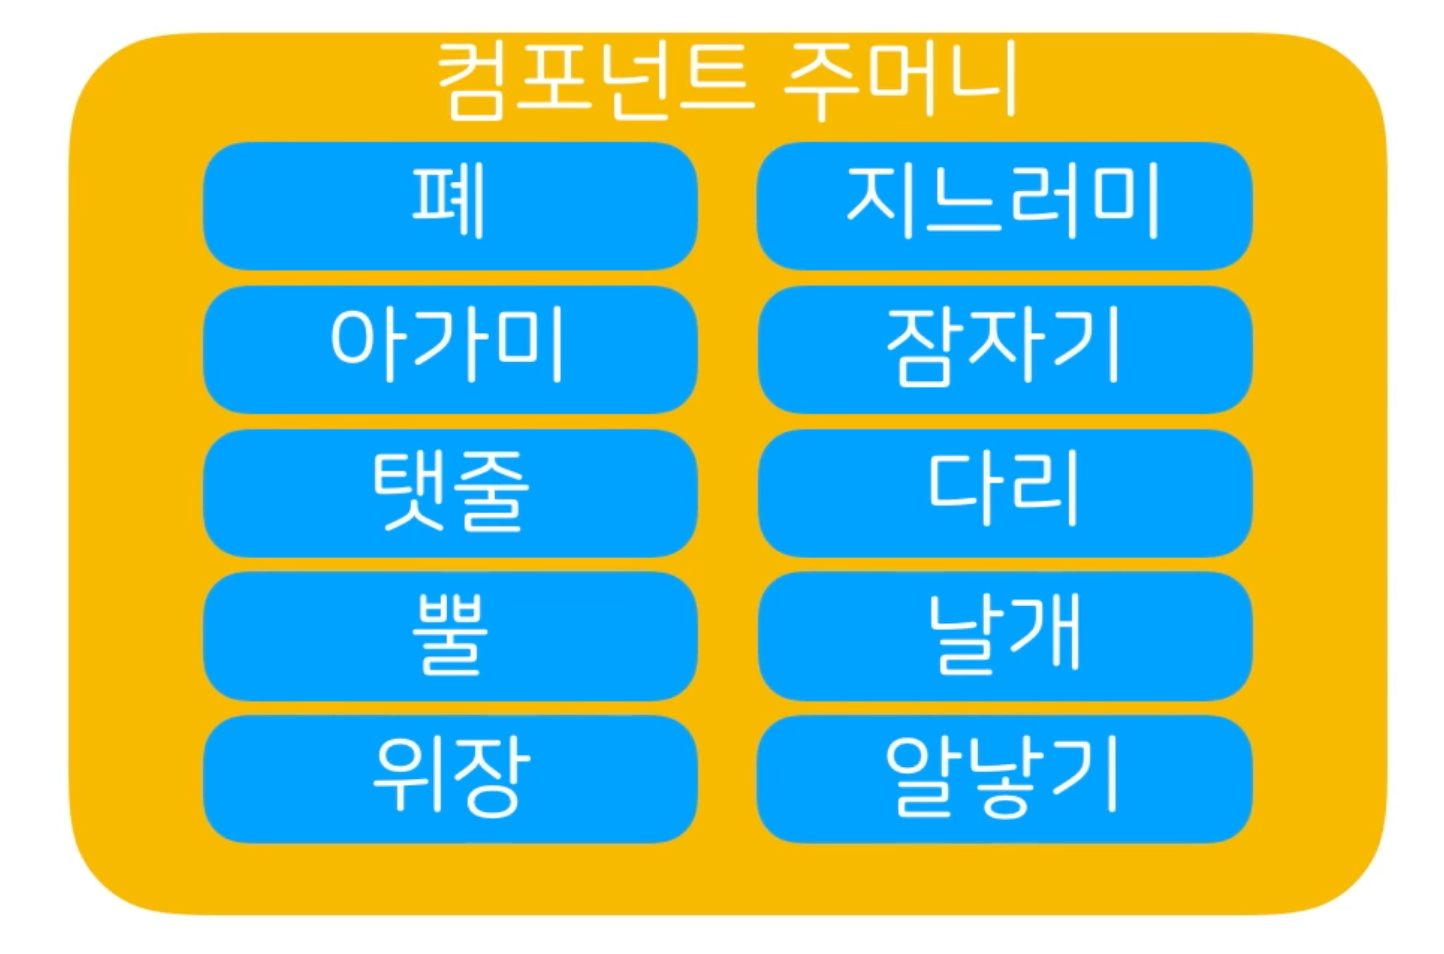 컴포넌트 주머니
폐 지느러미
아가미 잠자기
탯줄 다리
뿔 날개
위장 알낳기